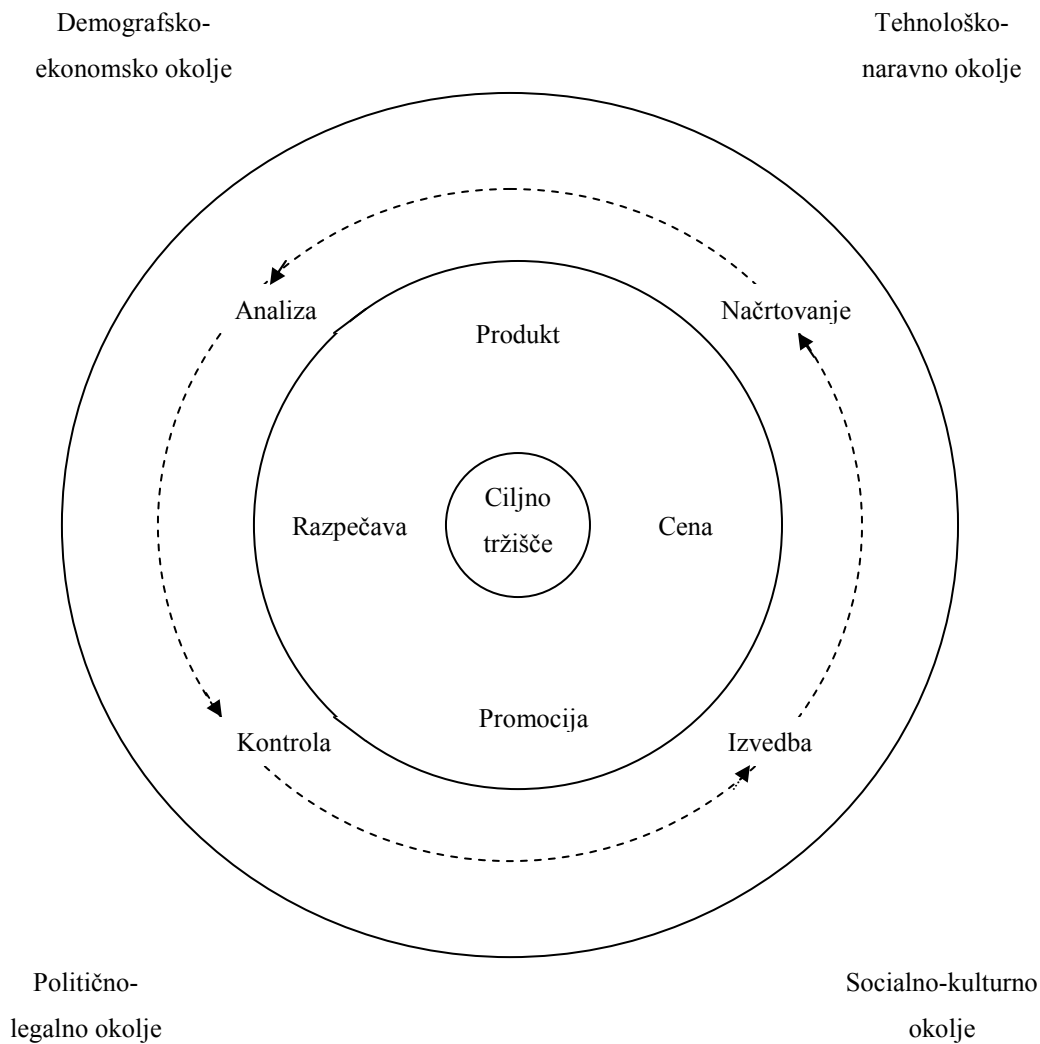 Demografsko-
ekonomsko okolje
Tehnološko-
naravno okolje
Analiza
Načrtovanje
Produkt
Ciljno
tržišče
Razpečava
Cena
Promocija
Kontrola
Izvedba
Politično-
legalno okolje
Socialno-kulturno
okolje